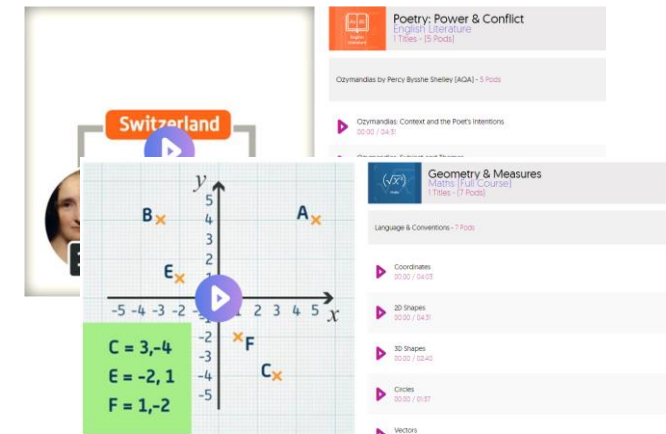 Poetry: Power & Conflict
English Literature
1 Titles - [5 Pods]
English
Literature
Ozymandias by Percy Bysshe Shelley [AQA] - 5 Pods
Ozymandias: Context and the Poet's Intentions
00:00 / 04:31
Switzerland
y
5
4
3
2
B
A
E
-5 -4 -3 -2
2 3 4 5 x
-2
-3
-4
-5
F
C
C = 3,-4
E = -2, 1
F = 1,-2
Geometry & Measures
Maths [Full Course]
1 Titles - [7 Pods]
Language & Conventions - 7 Pods
Coordinates
00:00 / 04:03
2D Shapes
00:00 / 04:31
3D Shapes
00:00 / 03:40
Circles
00:00 / 01:37
Vectors